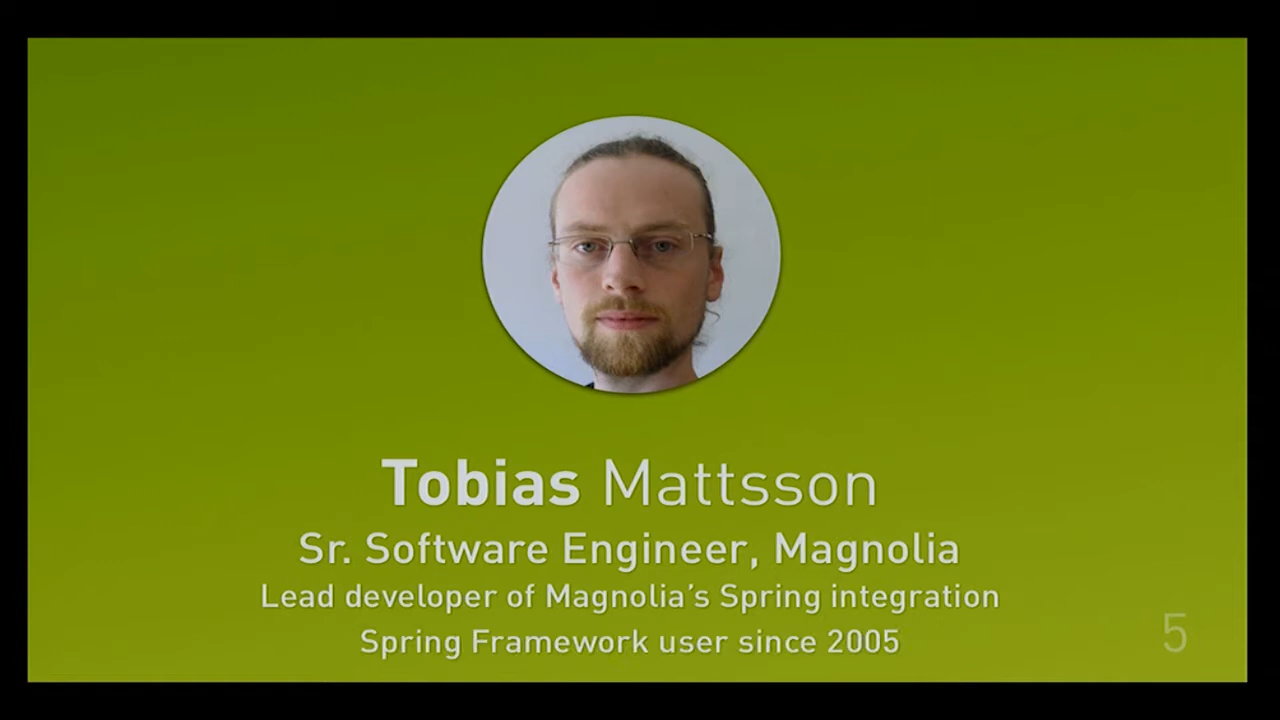 Tobias Mattsson
Sr. Software Engineer, Magnolia
Lead developer of Magnolia’s Spring integration
Spring Framework user since 2005
5